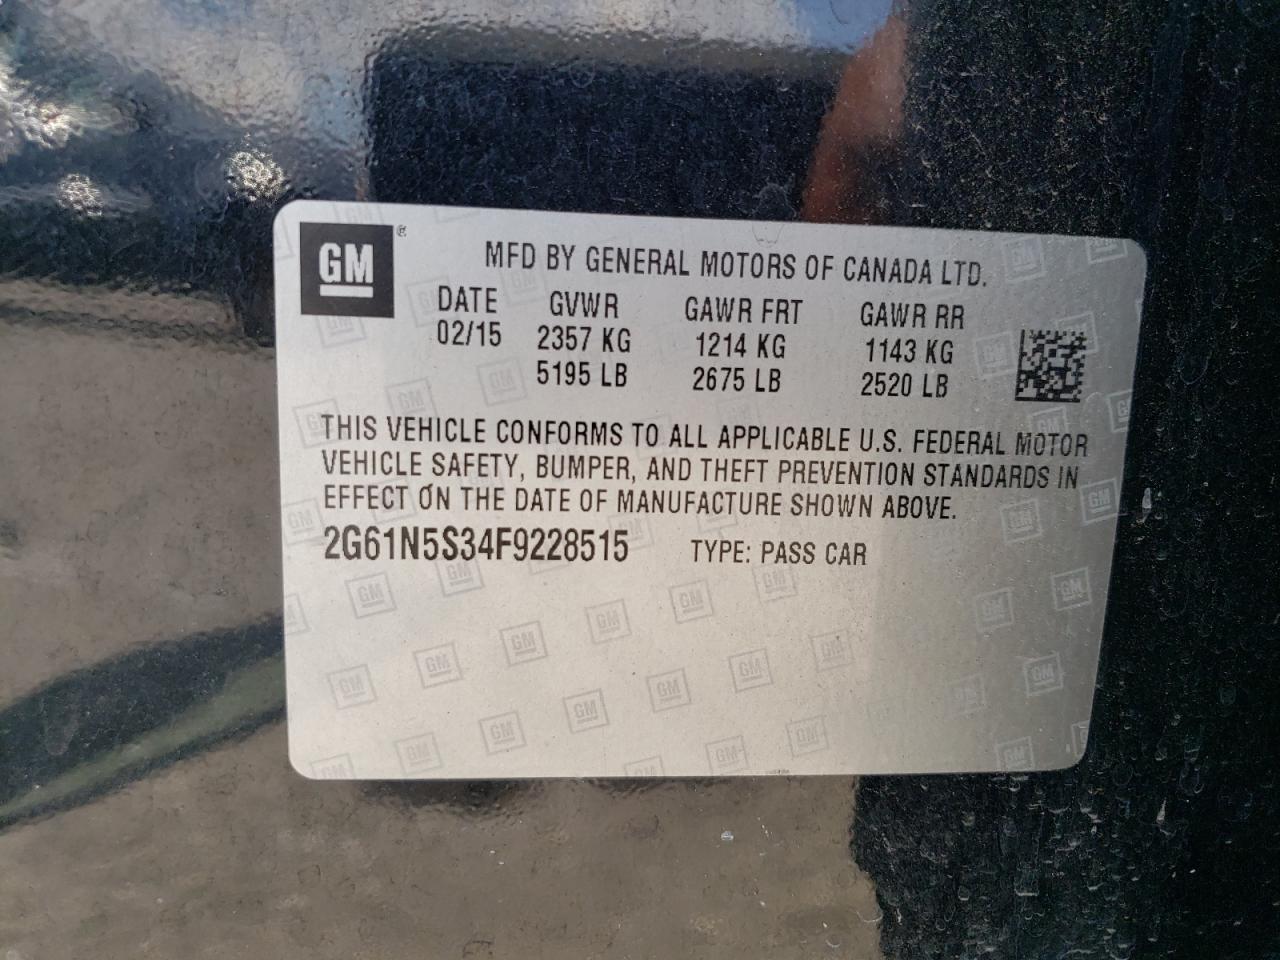 GM ®
MFD BY GENERAL MOTORS OF CANADA LTD.
DATE GVWR GAWR FRT GAWR RR
02/15 2357 KG 1214 KG 1143 KG
5195 LB 2675 LB 2520 LB
THIS VEHICLE CONFORMS TO ALL APPLICABLE U.S. FEDERAL MOTOR
VEHICLE SAFETY, BUMPER, AND THEFT PREVENTION STANDARDS IN
EFFECT ON THE DATE OF MANUFACTURE SHOWN ABOVE.
2G61N5S34F9228515 TYPE: PASS CAR